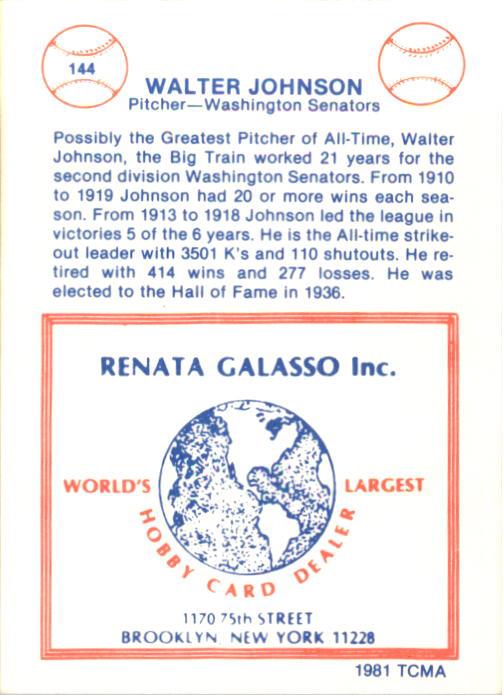 144
WALTER JOHNSON
Pitcher—Washington Senators
Possibly the Greatest Pitcher of All-Time, Walter
Johnson, the Big Train worked 21 years for the
second division Washington Senators. From 1910
to 1919 Johnson had 20 or more wins each sea-
son. From 1913 to 1918 Johnson led the league in
victories 5 of the 6 years. He is the All-time strike-
out leader with 3501 K's and 110 shutouts. He re-
tired with 414 wins and 277 losses. He was
elected to the Hall of Fame in 1936.
RENATA GALASSO Inc.
WORLD'S LARGEST
HOBBY CARD DEALER
1170 75th STREET
BROOKLYN, NEW YORK 11228
1981 TCMA